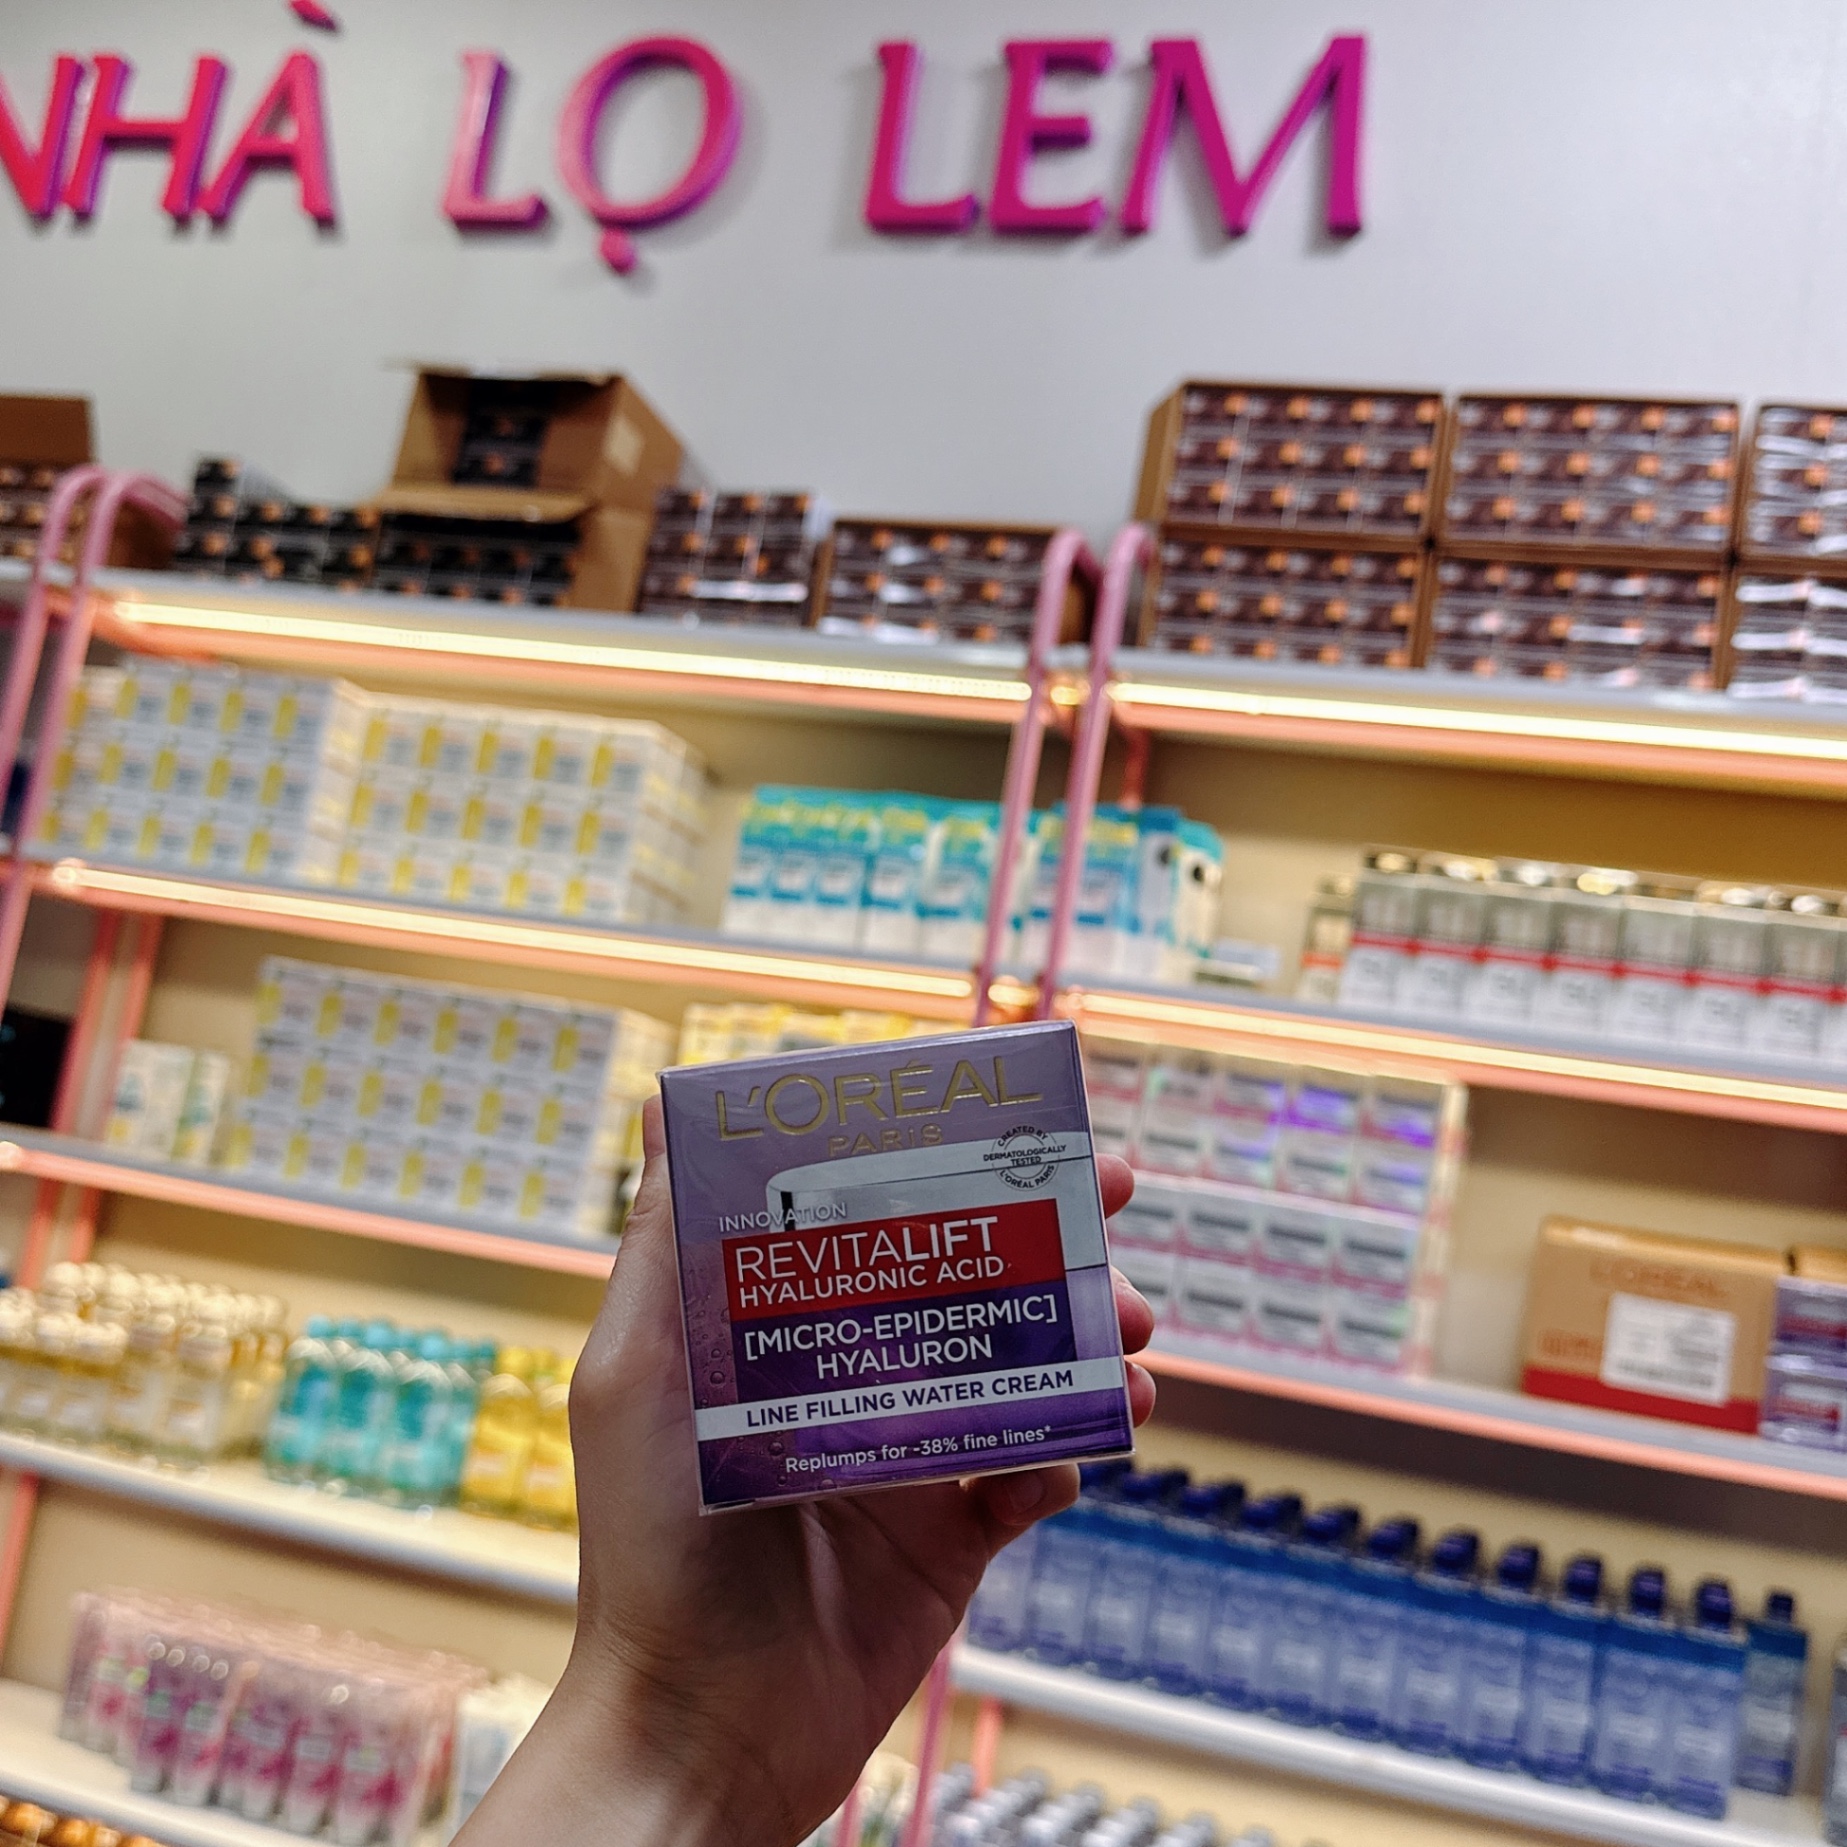 NHÀ LỌ LEM
L'ORÉAL
PARIS
CREATED BY
DERMATOLOGICALLY
TESTED
L'ORÉAL PARIS
INNOVATION
REVITALIFT
HYALURONIC ACID
[MICRO-EPIDERMIC]
HYALURON
LINE FILLING WATER CREAM
Replumps for -38% fine lines*
L'ORÉAL